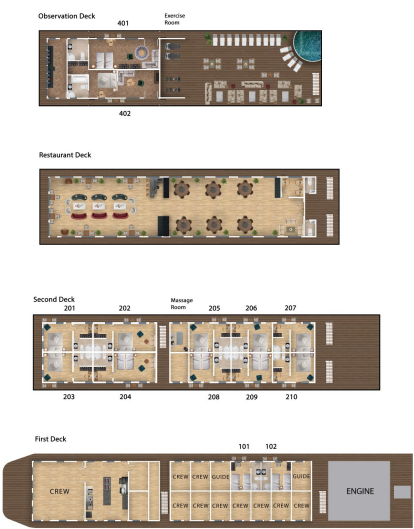 Observation Deck
401
Exercise
Room
402
Restaurant Deck
Second Deck
201
202
Massage
Room
205
206
207
203
204
208
209
210
First Deck
101
102
CREW
CREW
CREW
GUIDE
GUIDE
ENGINE
CREW
CREW
CREW
CREW
CREW
CREW
CREW